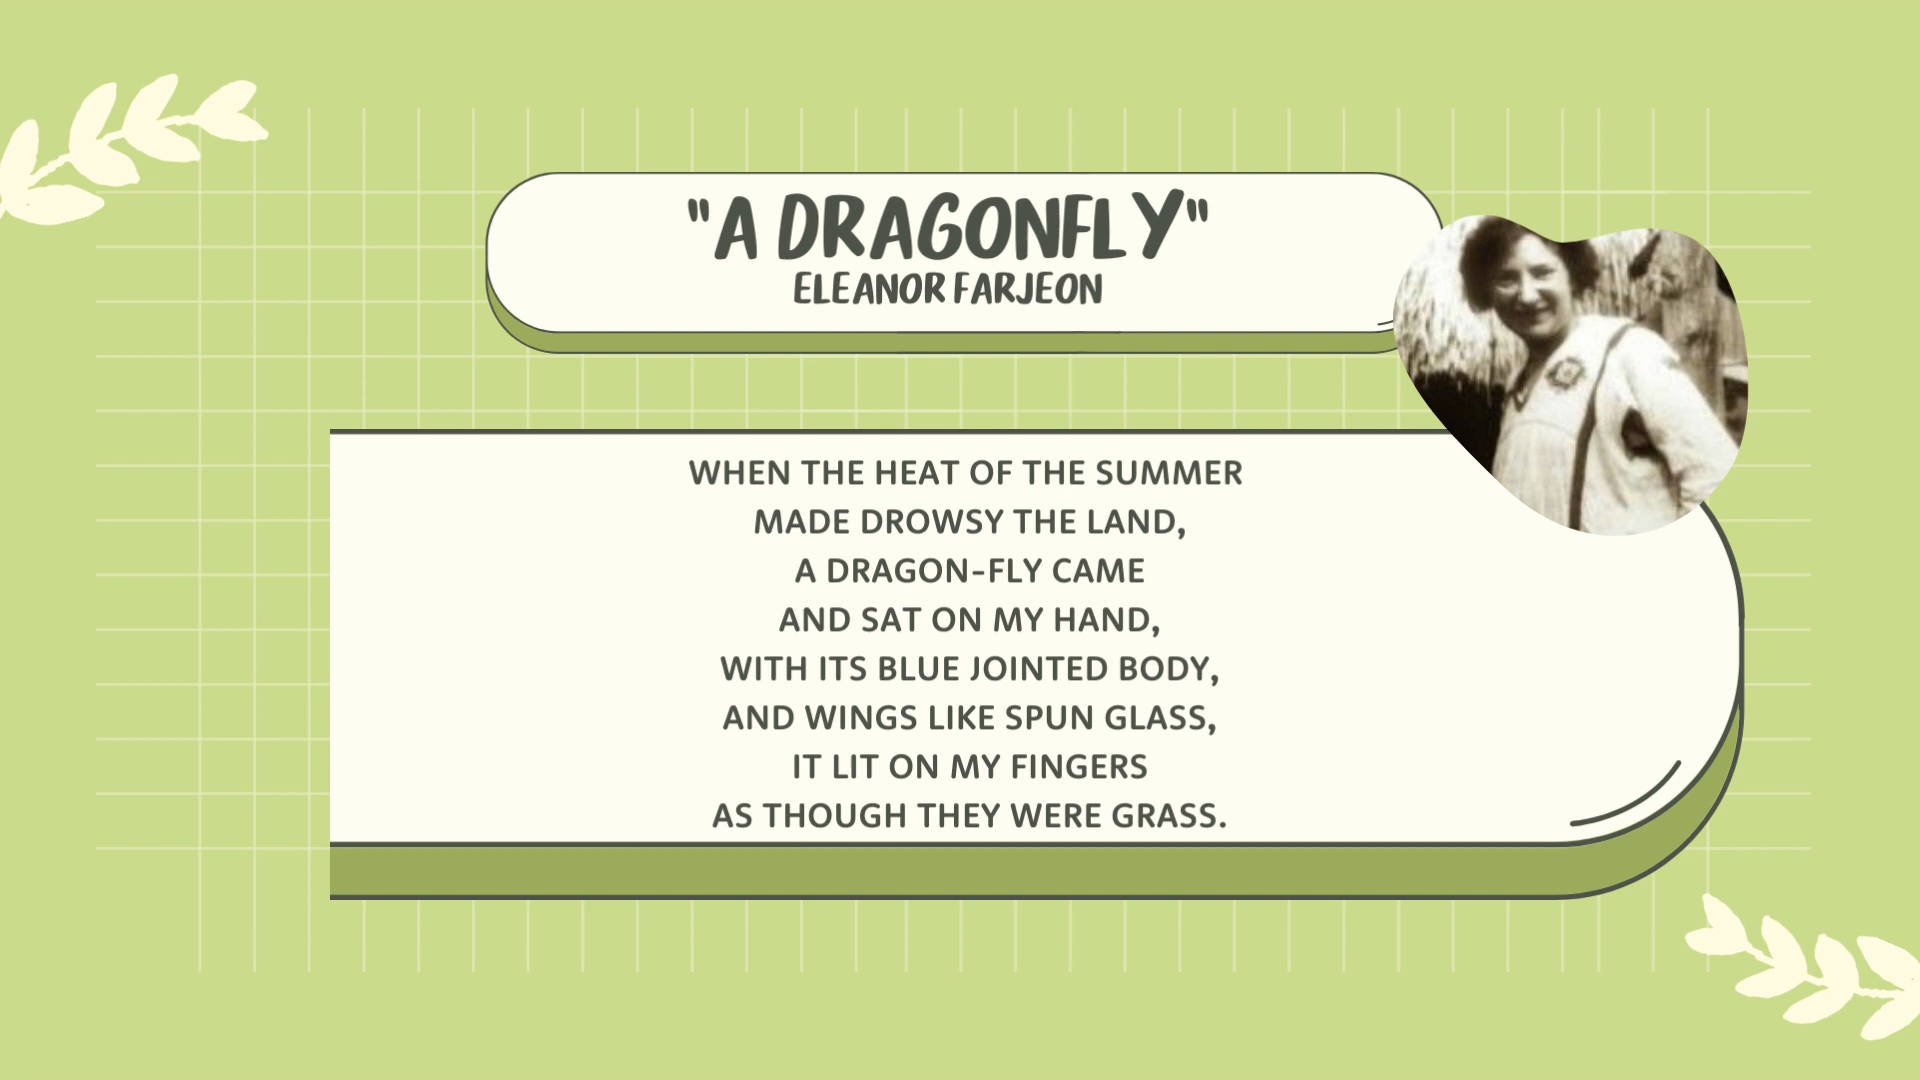 "A DRAGONFLY"
ELEANOR FARJEON
WHEN THE HEAT OF THE SUMMER
MADE DROWSY THE LAND,
A DRAGON-FLY CAME
AND SAT ON MY HAND,
WITH ITS BLUE JOINTED BODY,
AND WINGS LIKE SPUN GLASS,
IT LIT ON MY FINGERS
AS THOUGH THEY WERE GRASS.